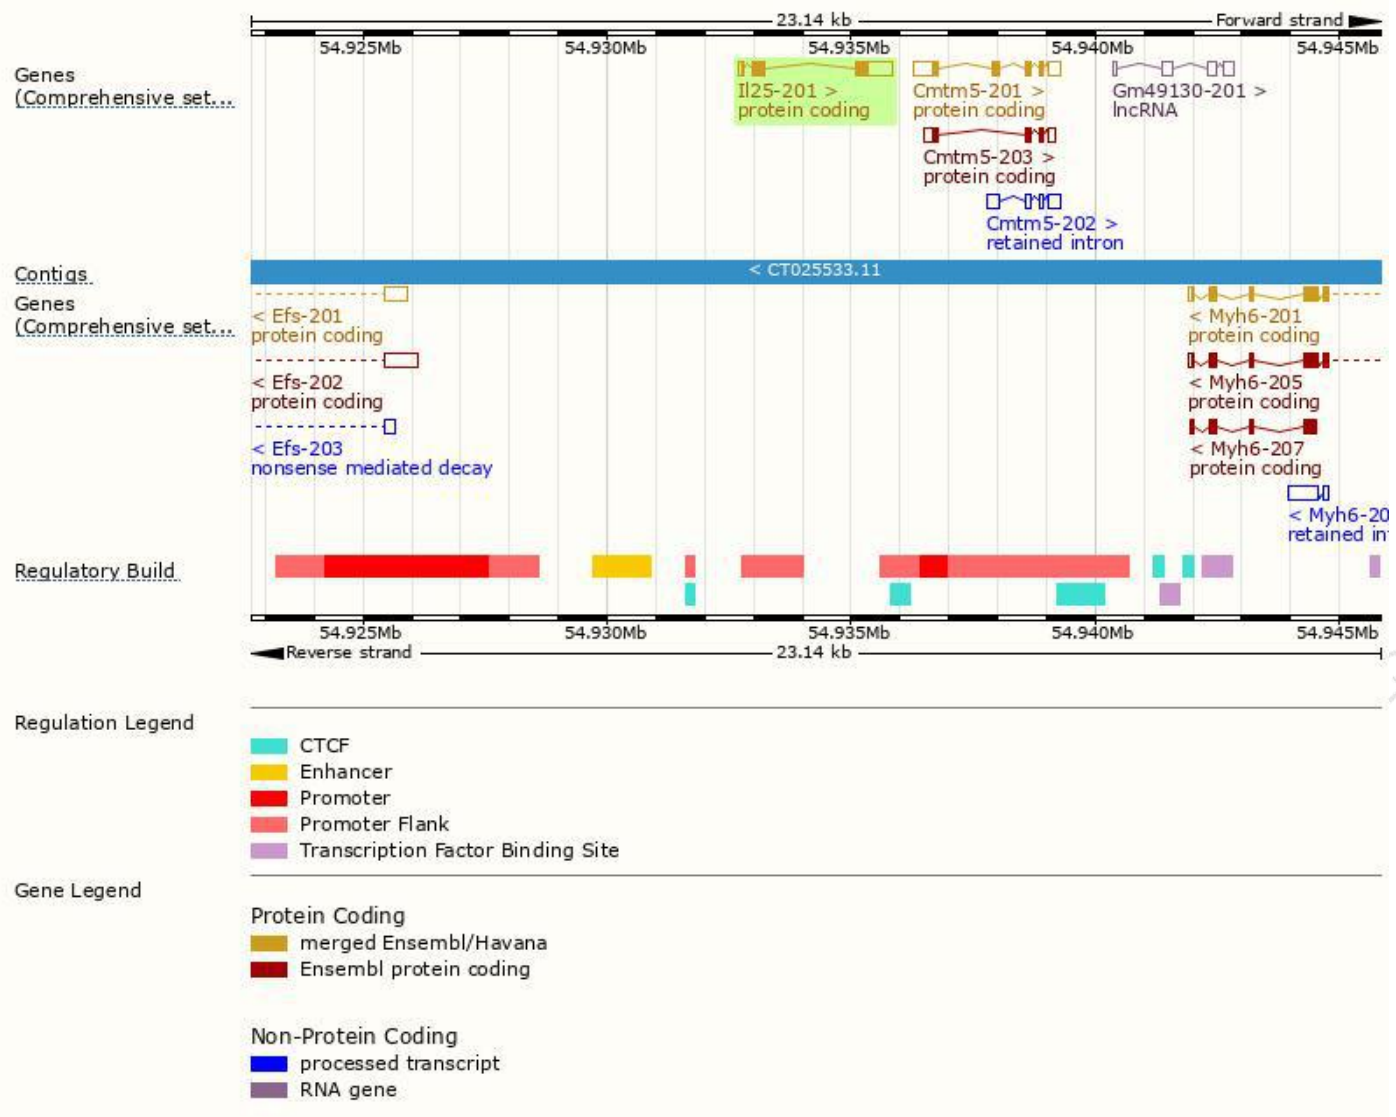 23.14 kb Forward strand
54.925Mb 54.930Mb 54.935Mb 54.940Mb 54.945Mb
Genes
(Comprehensive set...
Il25-201 >
protein coding
Cmtm5-201 >
protein coding
Gm49130-201 >
lncRNA
Cmtm5-203 >
protein coding
Cmtm5-202 >
retained intron
Contigs
< CT025533.11
Genes
(Comprehensive set...
< Efs-201
protein coding
< Myh6-201
protein coding
< Efs-202
protein coding
< Myh6-205
protein coding
< Efs-203
nonsense mediated decay
< Myh6-207
protein coding
< Myh6-20
retained in
Regulatory Build
54.925Mb 54.930Mb 54.935Mb 54.940Mb 54.945Mb
Reverse strand 23.14 kb
Regulation Legend
CTCF
Enhancer
Promoter
Promoter Flank
Transcription Factor Binding Site
Gene Legend
Protein Coding
merged Ensembl/Havana
Ensembl protein coding
Non-Protein Coding
processed transcript
RNA gene